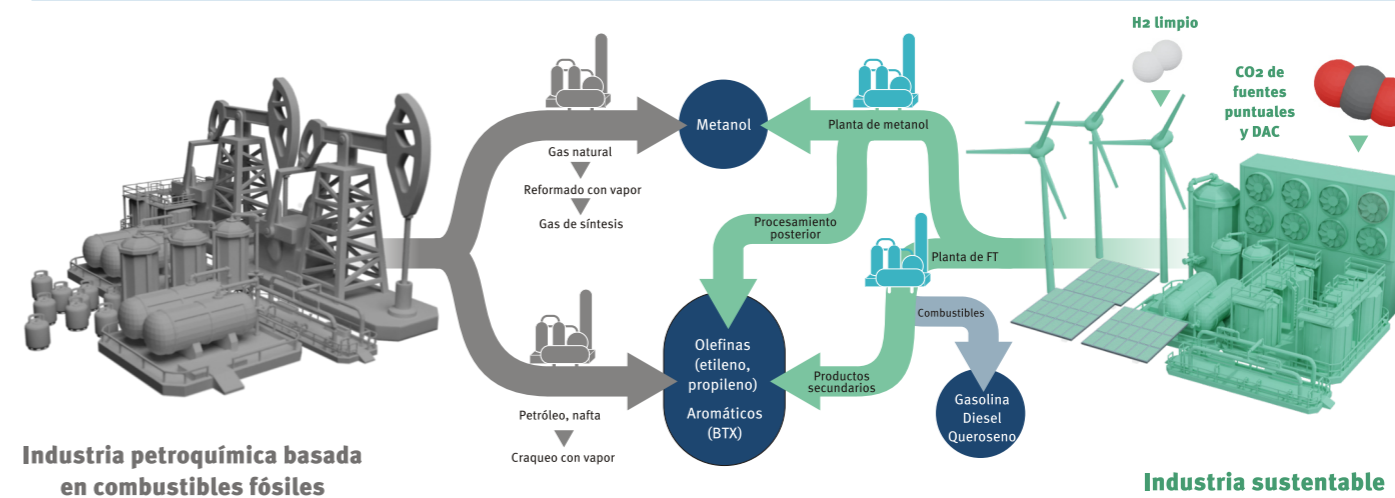 H2 limpio
CO2 de
fuentes
puntuales
y DAC
Metanol
Planta de metanol
Gas natural
Reformado con vapor
Gas de síntesis
Procesamiento
posterior
Planta de FT
Combustibles
Olefinas
(etileno,
propileno)
Aromáticos
(BTX)
Productos
secundarios
Gasolina
Diesel
Queroseno
Petróleo, nafta
Craqueo con vapor
Industria petroquímica basada
en combustibles fósiles
Industria sustentable